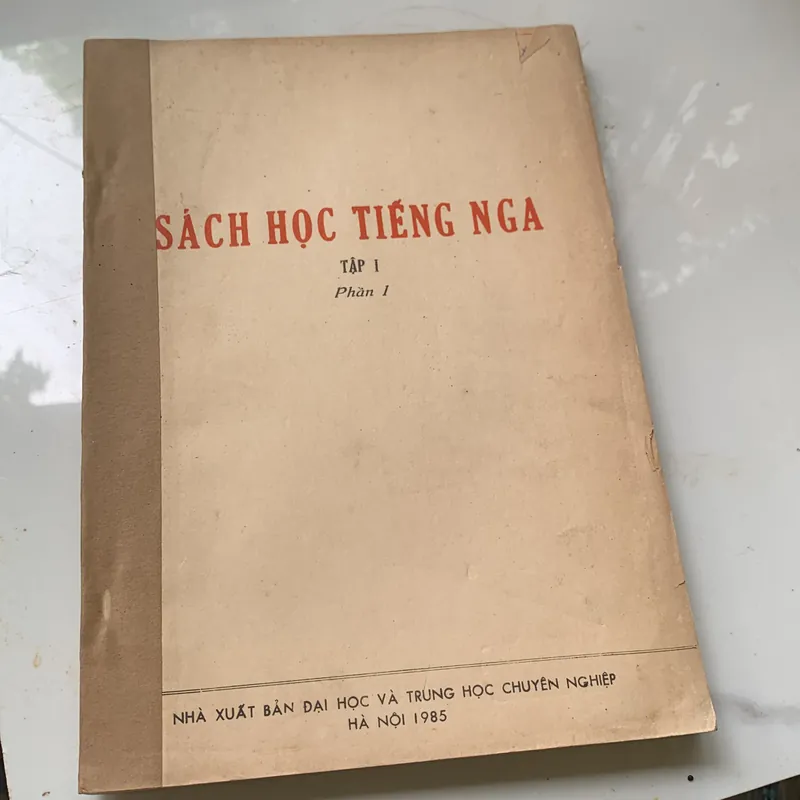 SÁCH HỌC TIẾNG NGA
TẬP I
Phần 1
NHÀ XUẤT BẢN ĐẠI HỌC VÀ TRUNG HỌC CHUYÊN NGHIỆP
HÀ NỘI 1985